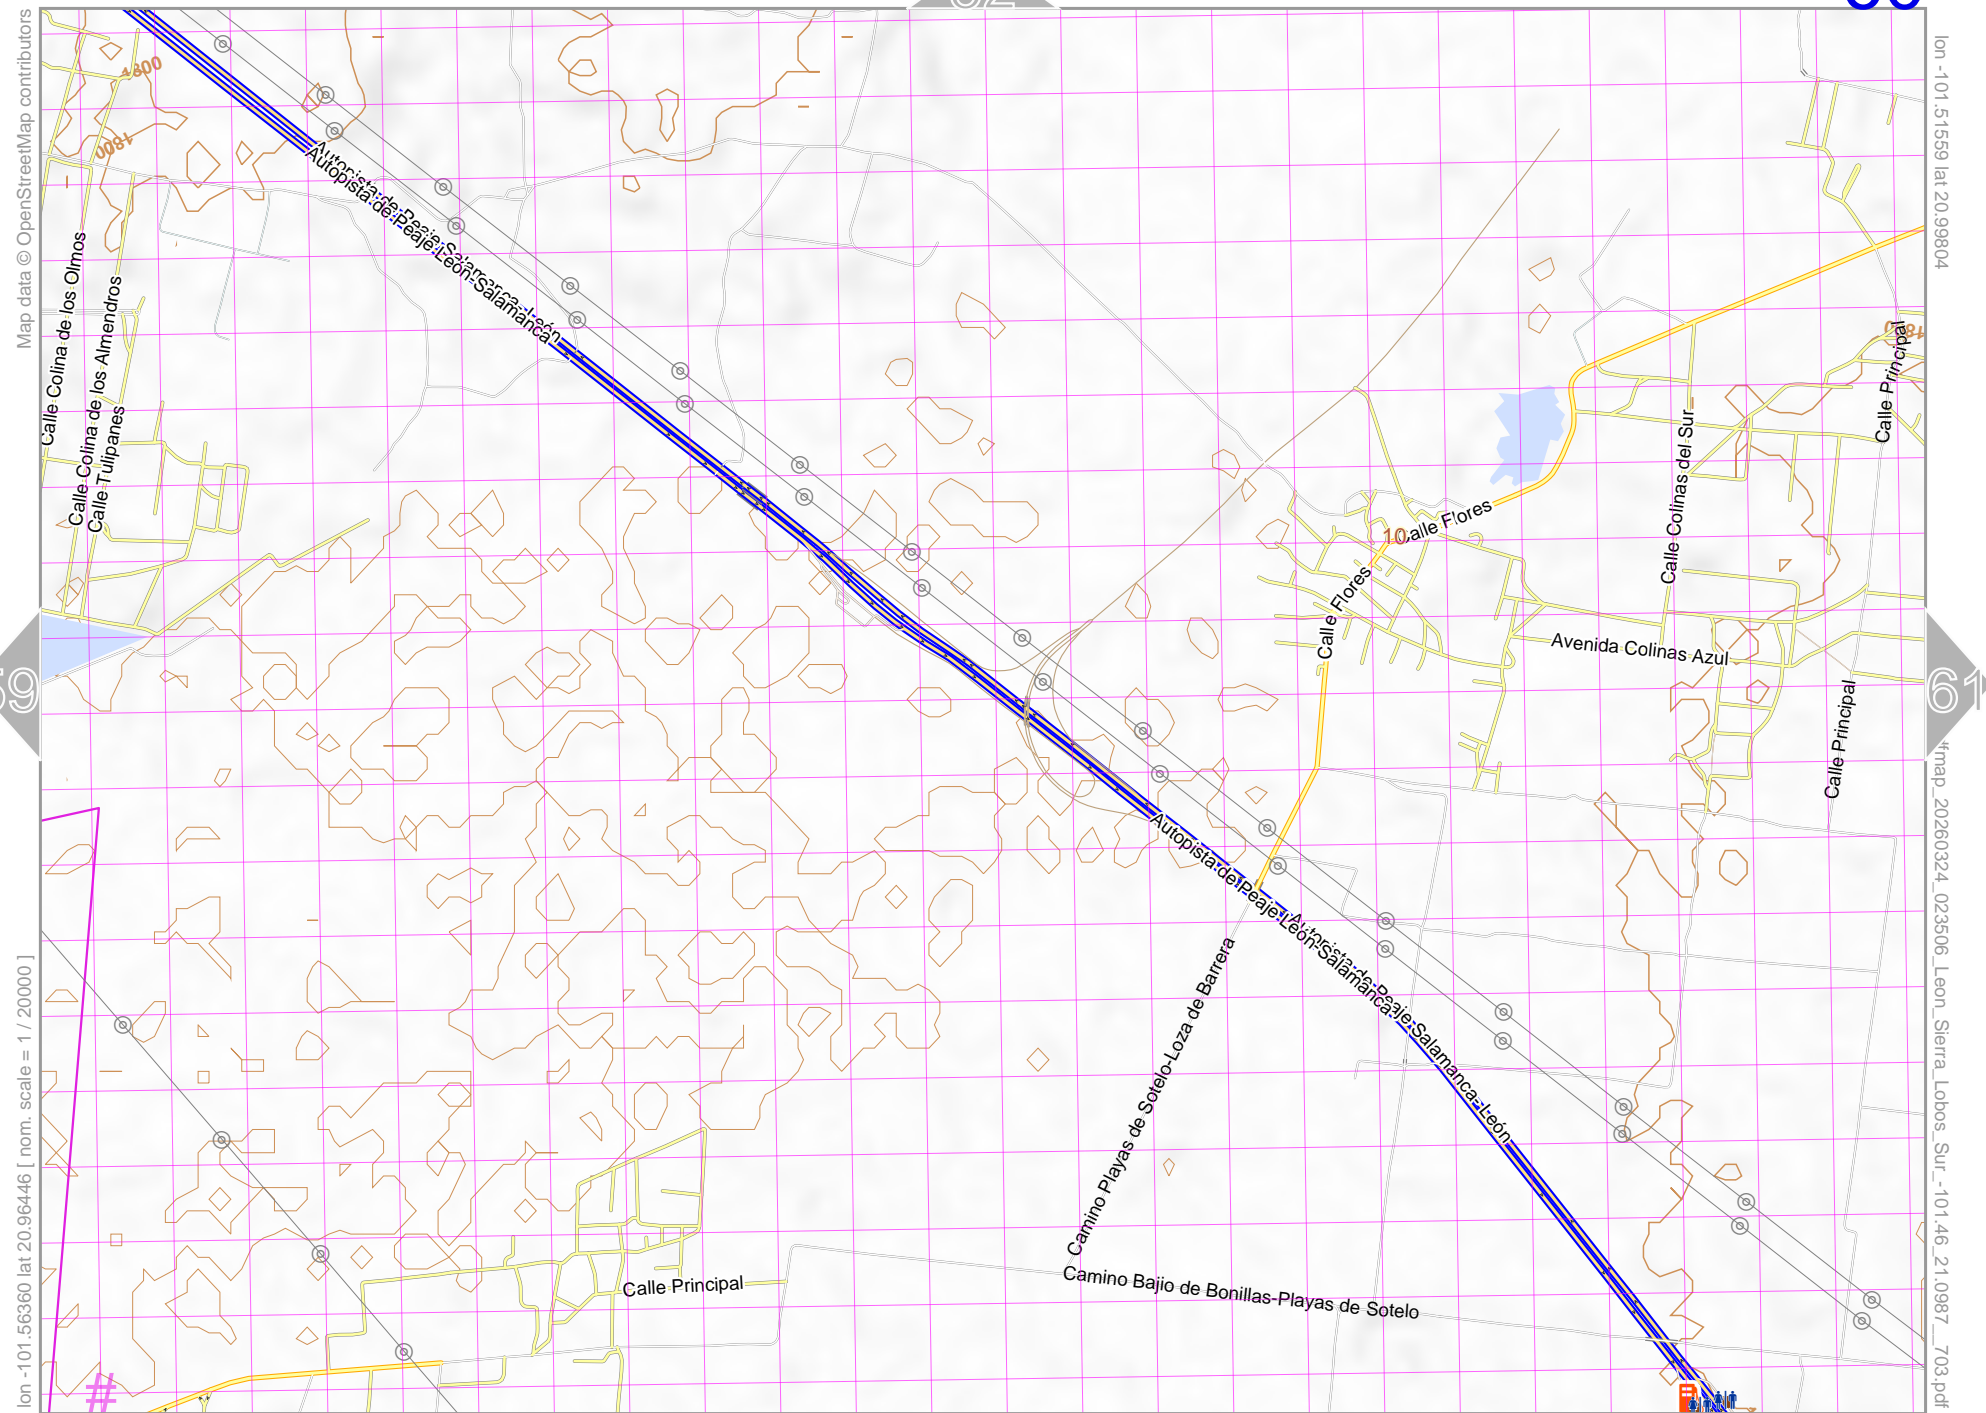 Map data © OpenStreetMap contributors
lon -101.51559 lat 20.99804
1800
1800
Autopista de Peaje Salamanca-León
Autopista de Peaje León-Salamanca
Calle Colina de los Olmos
Calle Colina de los Almendros
Calle Tulipanes
1800
Calle Principal
Calle Colinas del Sur
10
Calle Flores
Calle Flores
Avenida Colinas Azul
59
61
Calle Principal
Autopista de Peaje León-Salamanca
Autopista de Peaje Salamanca-León
Camino Playas de Sotelo-Loza de Barrera
Calle Principal
Camino Bajio de Bonillas-Playas de Sotelo
#
lon -101.56360 lat 20.96446 [ nom. scale = 1 / 20000 ]
fmap_20260324_023506_Leon_Sierra_Lobos_Sur_-101.46_21.0987__703.pdf